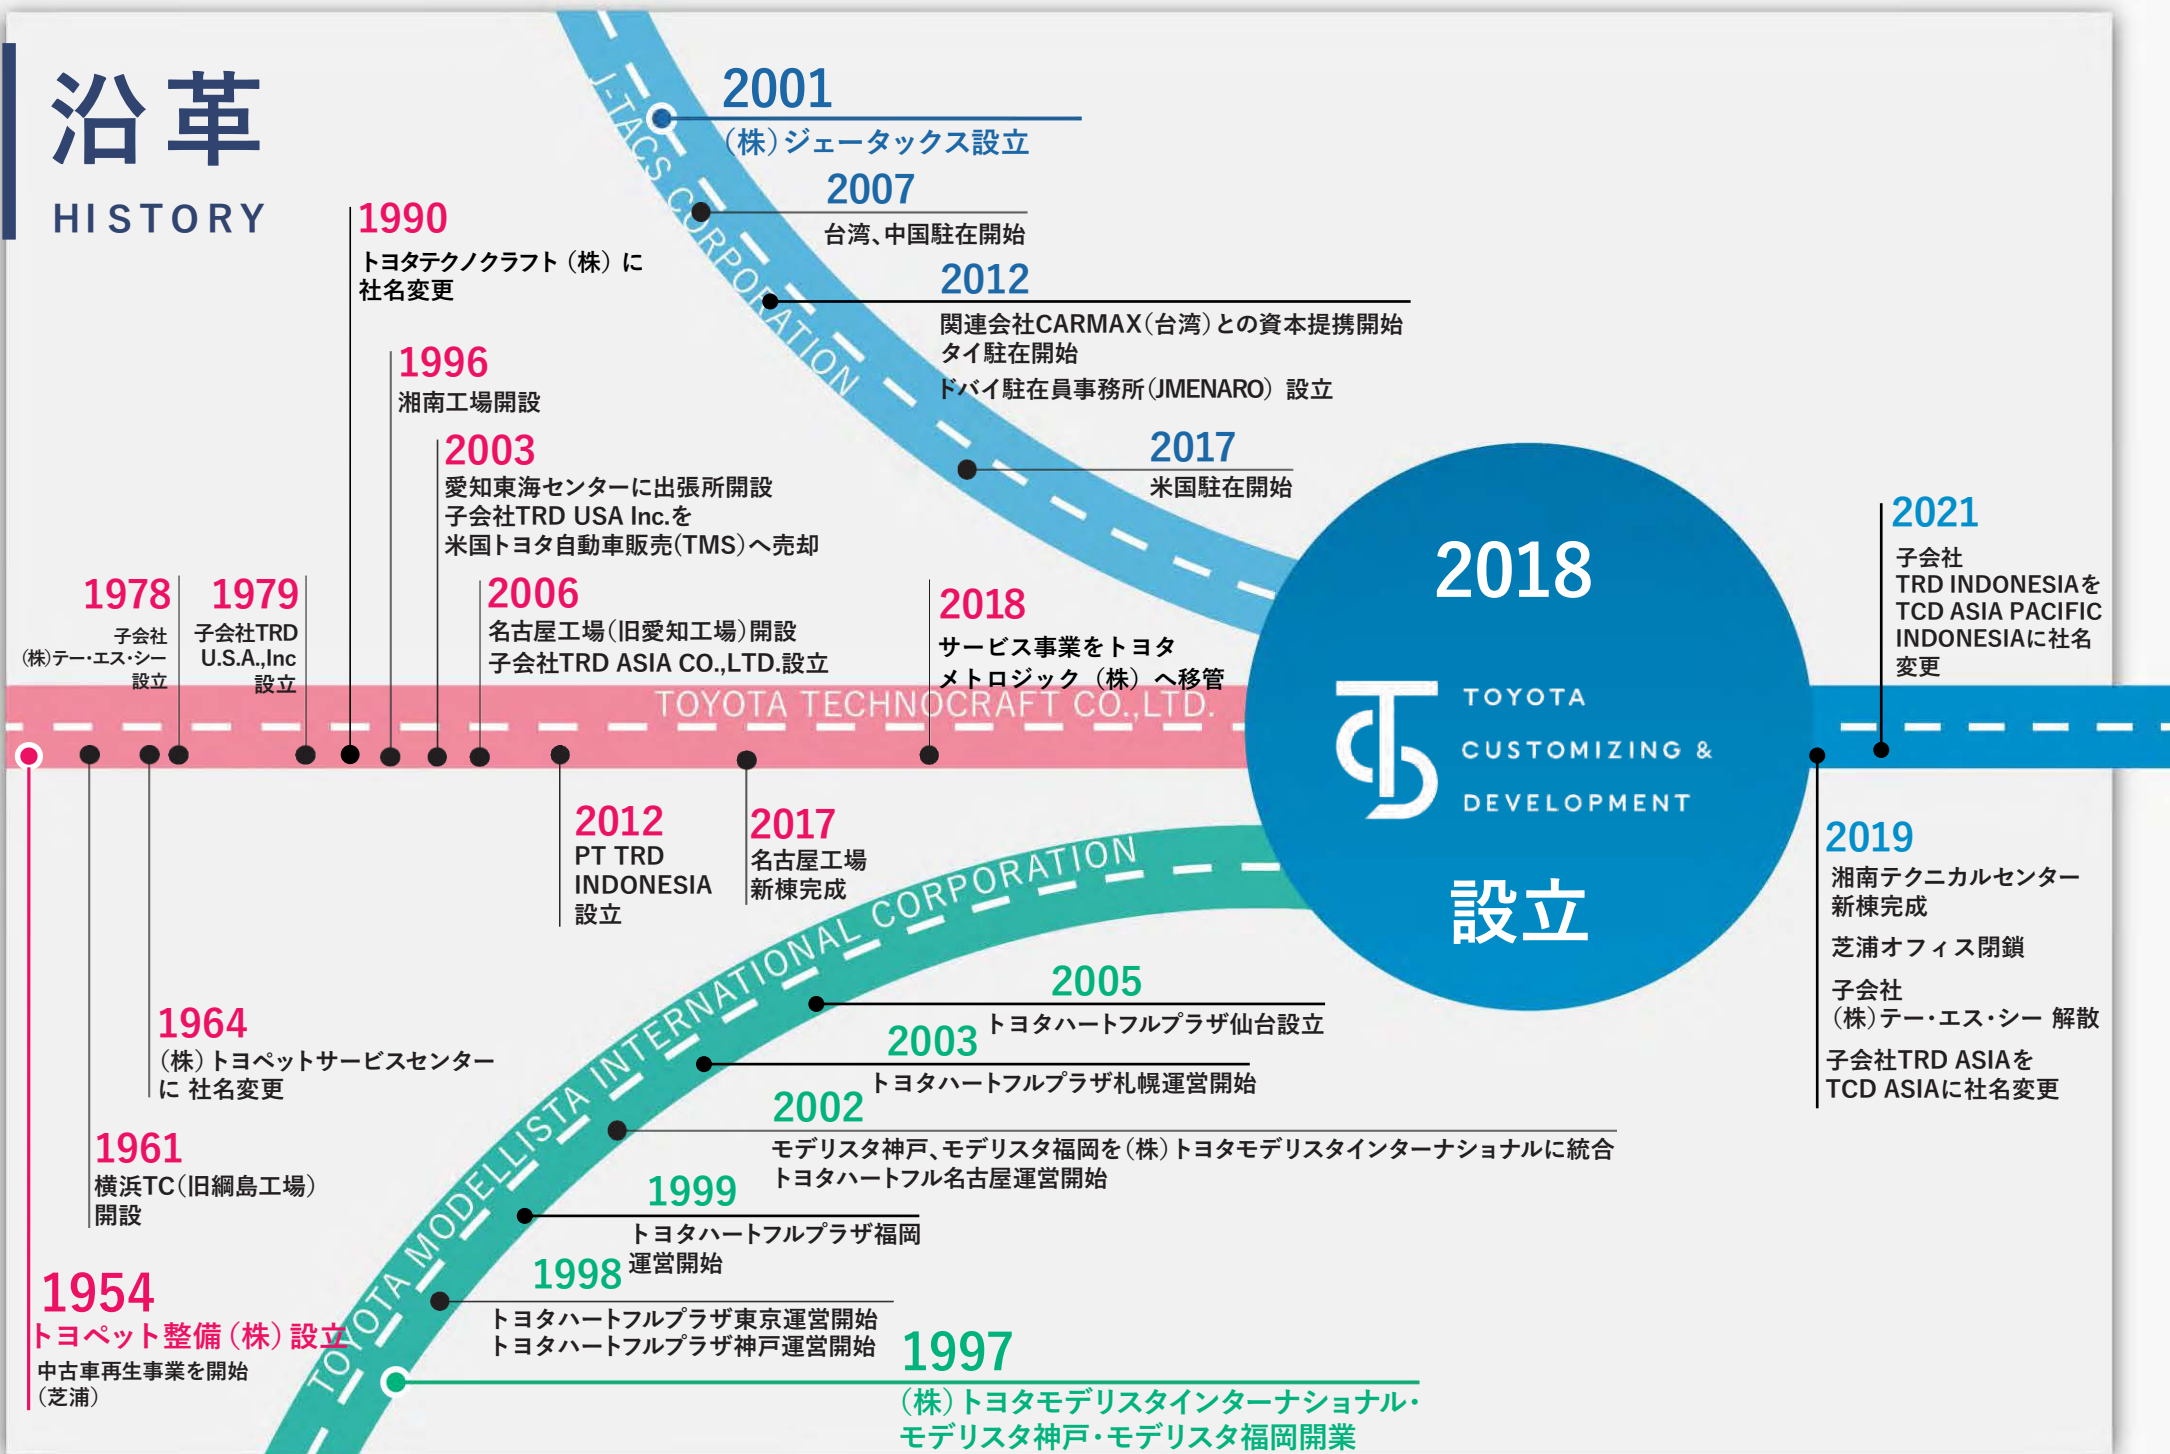 沿革
HISTORY
J-TACS CORPORATION
2001
（株）ジェータックス設立
2007
台湾、中国駐在開始
2012
関連会社CARMAX（台湾）との資本提携開始
タイ駐在開始
ドバイ駐在員事務所（JMENARO） 設立
2017
米国駐在開始
1990
トヨタテクノクラフト（株）に
社名変更
1996
湘南工場開設
2003
愛知東海センターに出張所開設
子会社TRD USA Inc.を
米国トヨタ自動車販売(TMS)へ売却
1978
子会社
（株）テー・エス・シー
設立
1979
子会社TRD
U.S.A.,Inc
設立
2006
名古屋工場（旧愛知工場）開設
子会社TRD ASIA CO.,LTD.設立
2018
サービス事業をトヨタ
メトロジック（株）へ移管
TOYOTA TECHNOCRAFT CO.,LTD.
2012
PT TRD
INDONESIA
設立
2017
名古屋工場
新棟完成
1964
（株）トヨペットサービスセンター
に 社名変更
1961
横浜TC（旧綱島工場）
開設
1954
トヨペット整備（株）設立
中古車再生事業を開始
（芝浦）
TOYOTA MODELLISTA INTERNATIONAL CORPORATION
2005
トヨタハートフルプラザ仙台設立
2003
トヨタハートフルプラザ札幌運営開始
2002
モデリスタ神戸、モデリスタ福岡を（株）トヨタモデリスタインターナショナルに統合
トヨタハートフル名古屋運営開始
1999
トヨタハートフルプラザ福岡
運営開始
1998
トヨタハートフルプラザ東京運営開始
トヨタハートフルプラザ神戸運営開始
1997
（株）トヨタモデリスタインターナショナル・
モデリスタ神戸・モデリスタ福岡開業
2018
TOYOTA
CUSTOMIZING &
DEVELOPMENT
設立
2021
子会社
TRD INDONESIAを
TCD ASIA PACIFIC
INDONESIAに社名
変更
2019
湘南テクニカルセンター
新棟完成
芝浦オフィス閉鎖
子会社
（株）テー・エス・シー 解散
子会社TRD ASIAを
TCD ASIAに社名変更